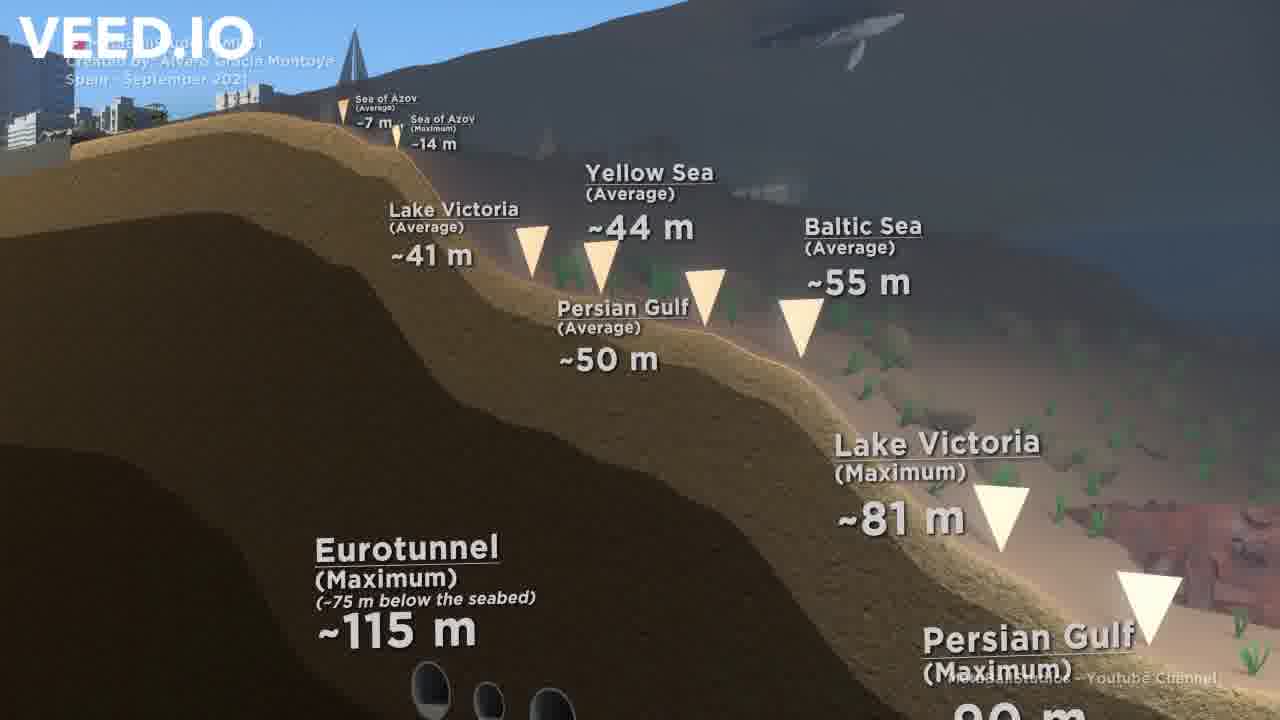 VEED.IO
Created by: Alvaro Gracia Montoya
Spain - September 2021
Sea of Azov
(Average)
~7 m
Sea of Azov
(Maximum)
~14 m
Yellow Sea
(Average)
~44 m
Lake Victoria
(Average)
~41 m
Baltic Sea
(Average)
~55 m
Persian Gulf
(Average)
~50 m
Lake Victoria
(Maximum)
~81 m
Eurotunnel
(Maximum)
(~75 m below the seabed)
~115 m
Persian Gulf
(Maximum)
MetaBallStudios - Youtube Channel
90 m